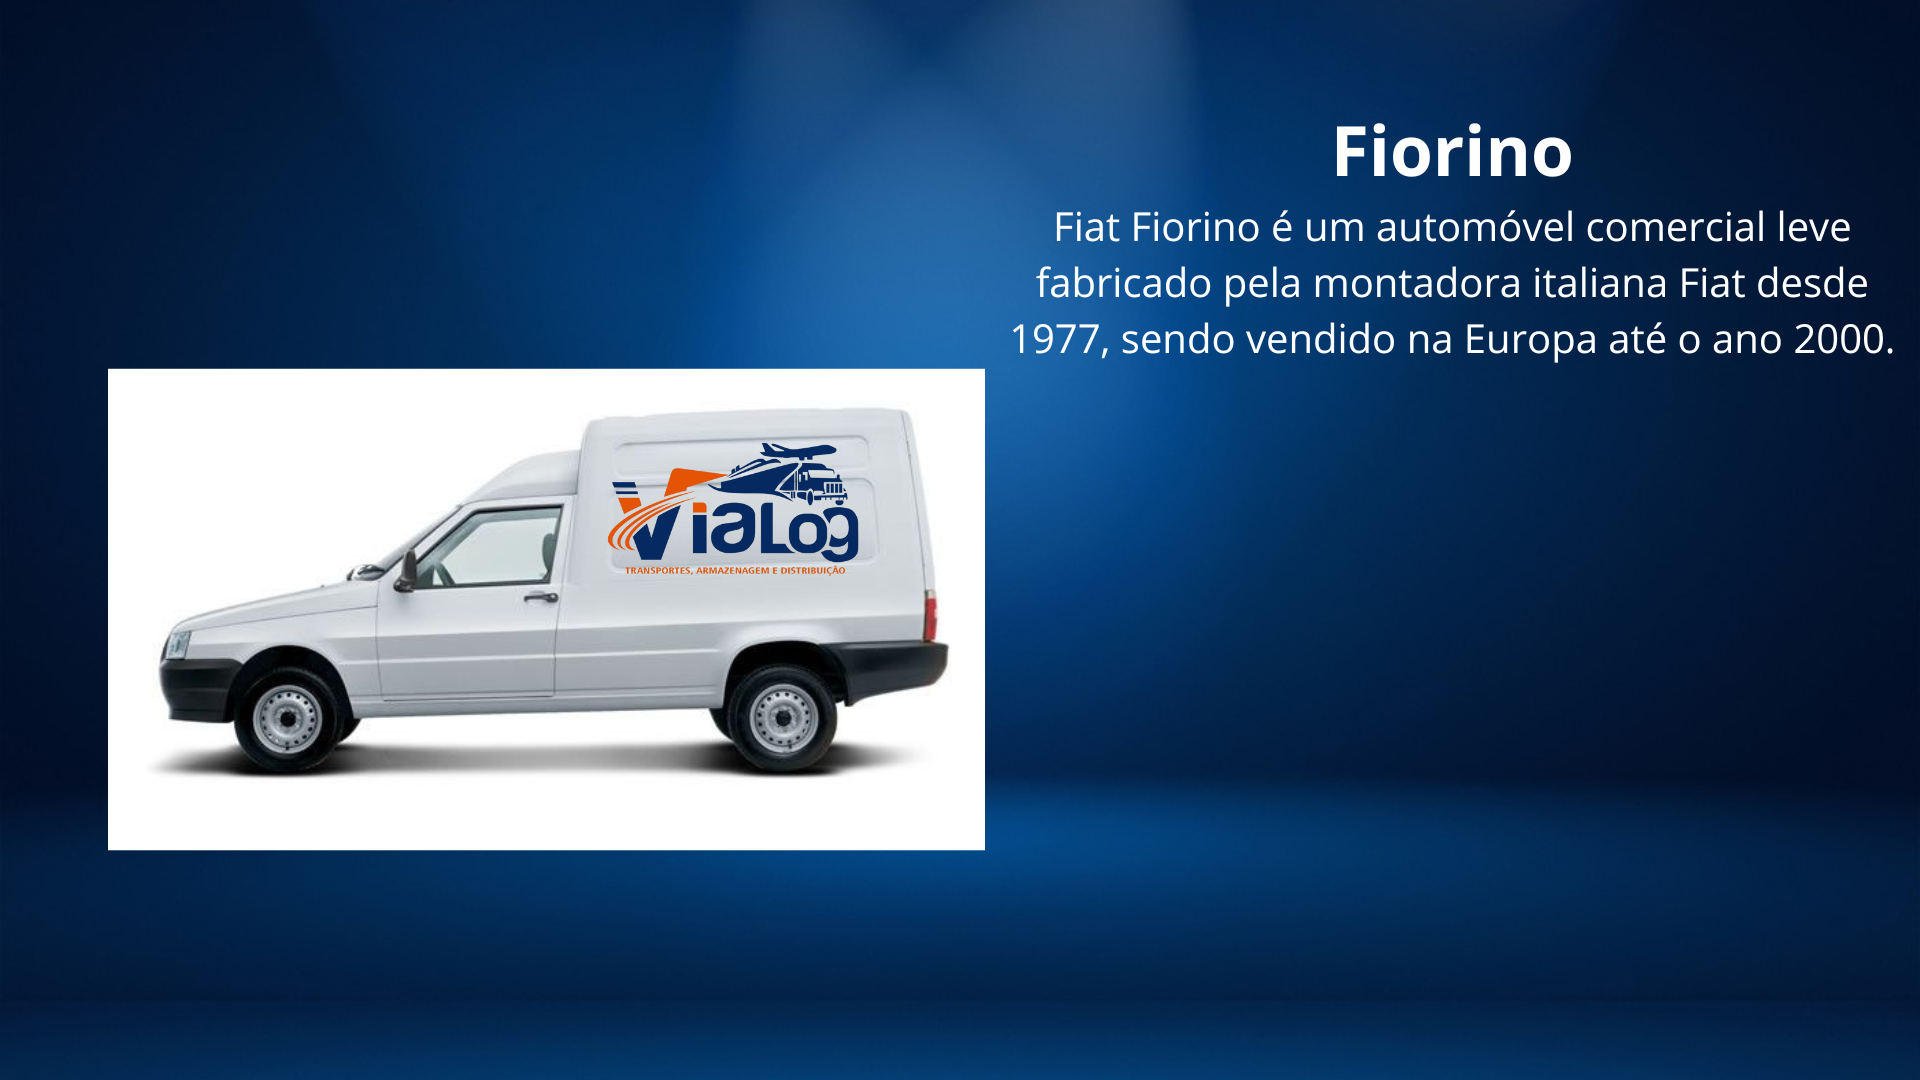 Fiorino
Fiat Fiorino é um automóvel comercial leve
fabricado pela montadora italiana Fiat desde
1977, sendo vendido na Europa até o ano 2000.
ViaLog
TRANSPORTES, ARMAZENAGEM E DISTRIBUIÇÃO